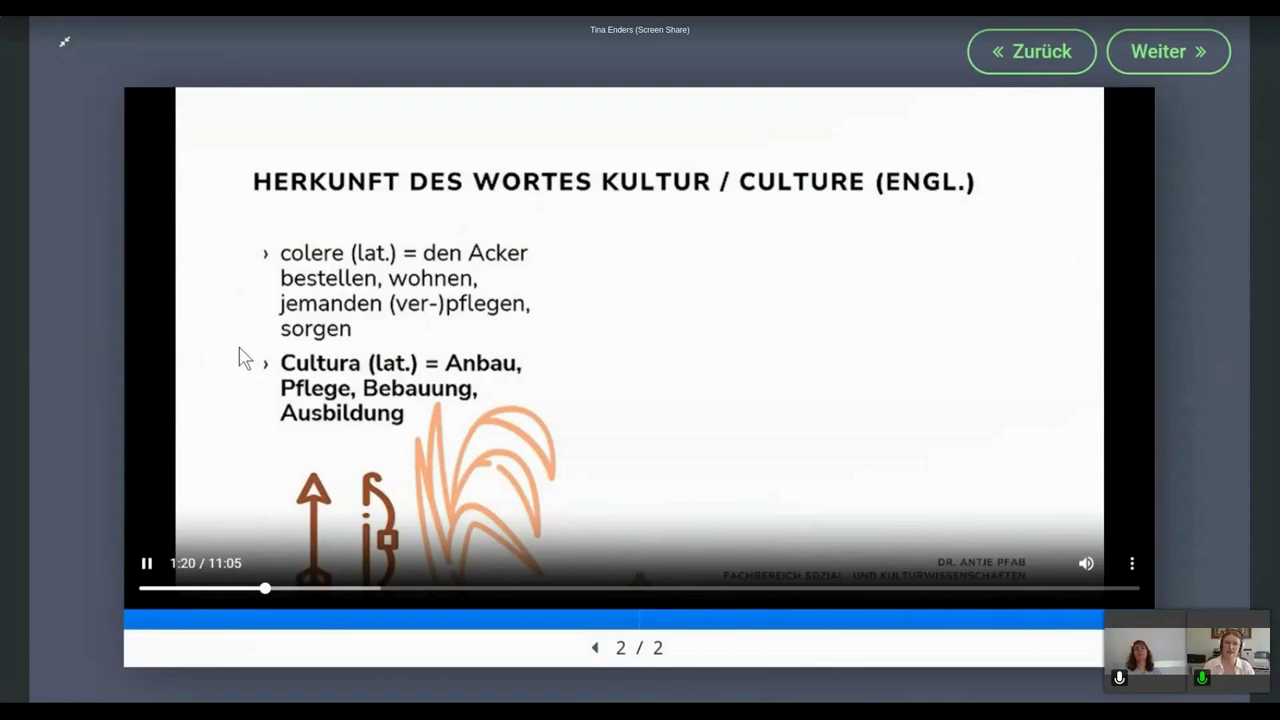 Tina Enders (Screen Share)
« Zurück
Weiter »
HERKUNFT DES WORTES KULTUR / CULTURE (ENGL.)
› colere (lat.) = den Acker
bestellen, wohnen,
jemanden (ver-)pflegen,
sorgen
› Cultura (lat.) = Anbau,
Pflege, Bebauung,
Ausbildung
1:20 / 11:05
DR. ANTJE PFAB
FACHBEREICH SOZIAL- UND KULTURWISSENSCHAFTEN
2 / 2